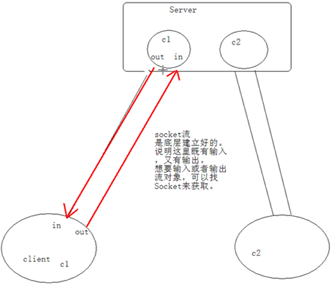 Server
c1
c2
out in
socket流
是底层建立好的。
说明这里既有输入
，又有输出。
想要输入或者输出
流对象，可以找
Socket来获取。
in
out
client
c1
c2